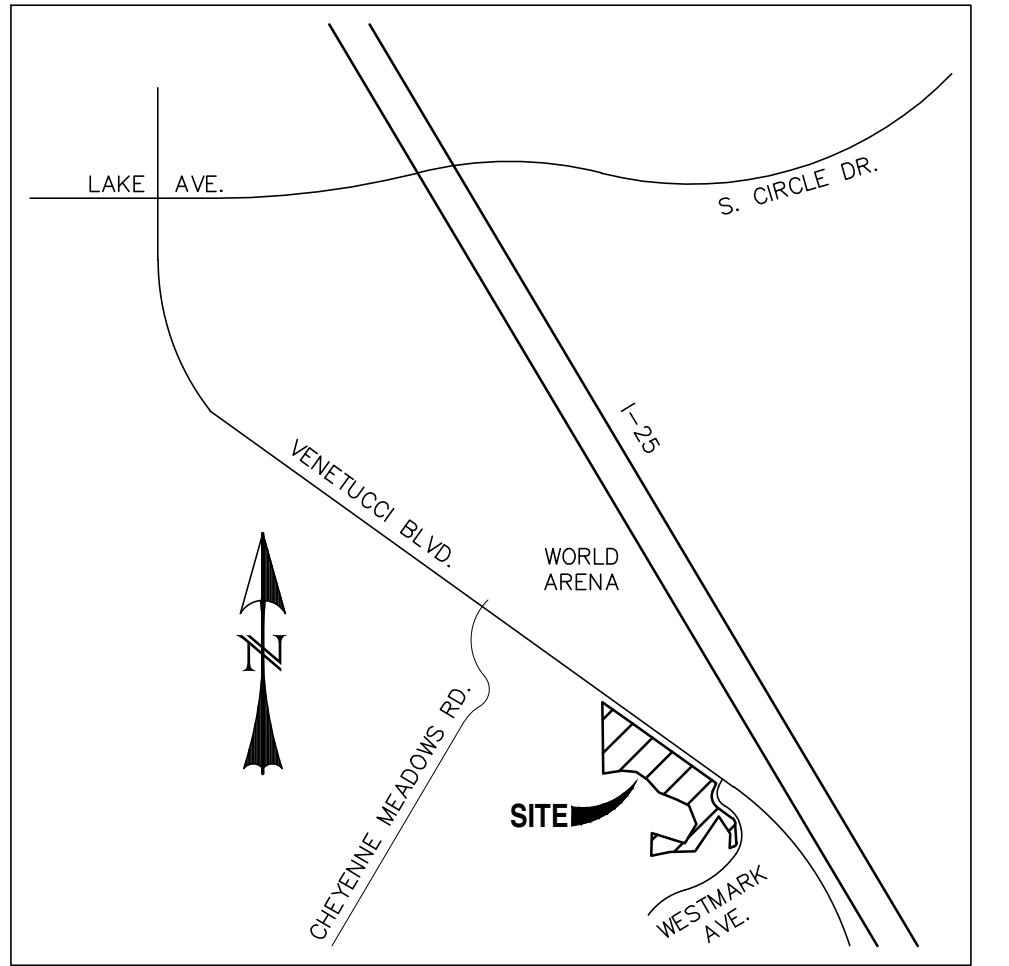 LAKE AVE.
S. CIRCLE DR.
I-25
VENETUCCI BLVD.
WORLD
ARENA
N
CHEYENNE MEADOWS RD.
SITE
WESTMARK
AVE.